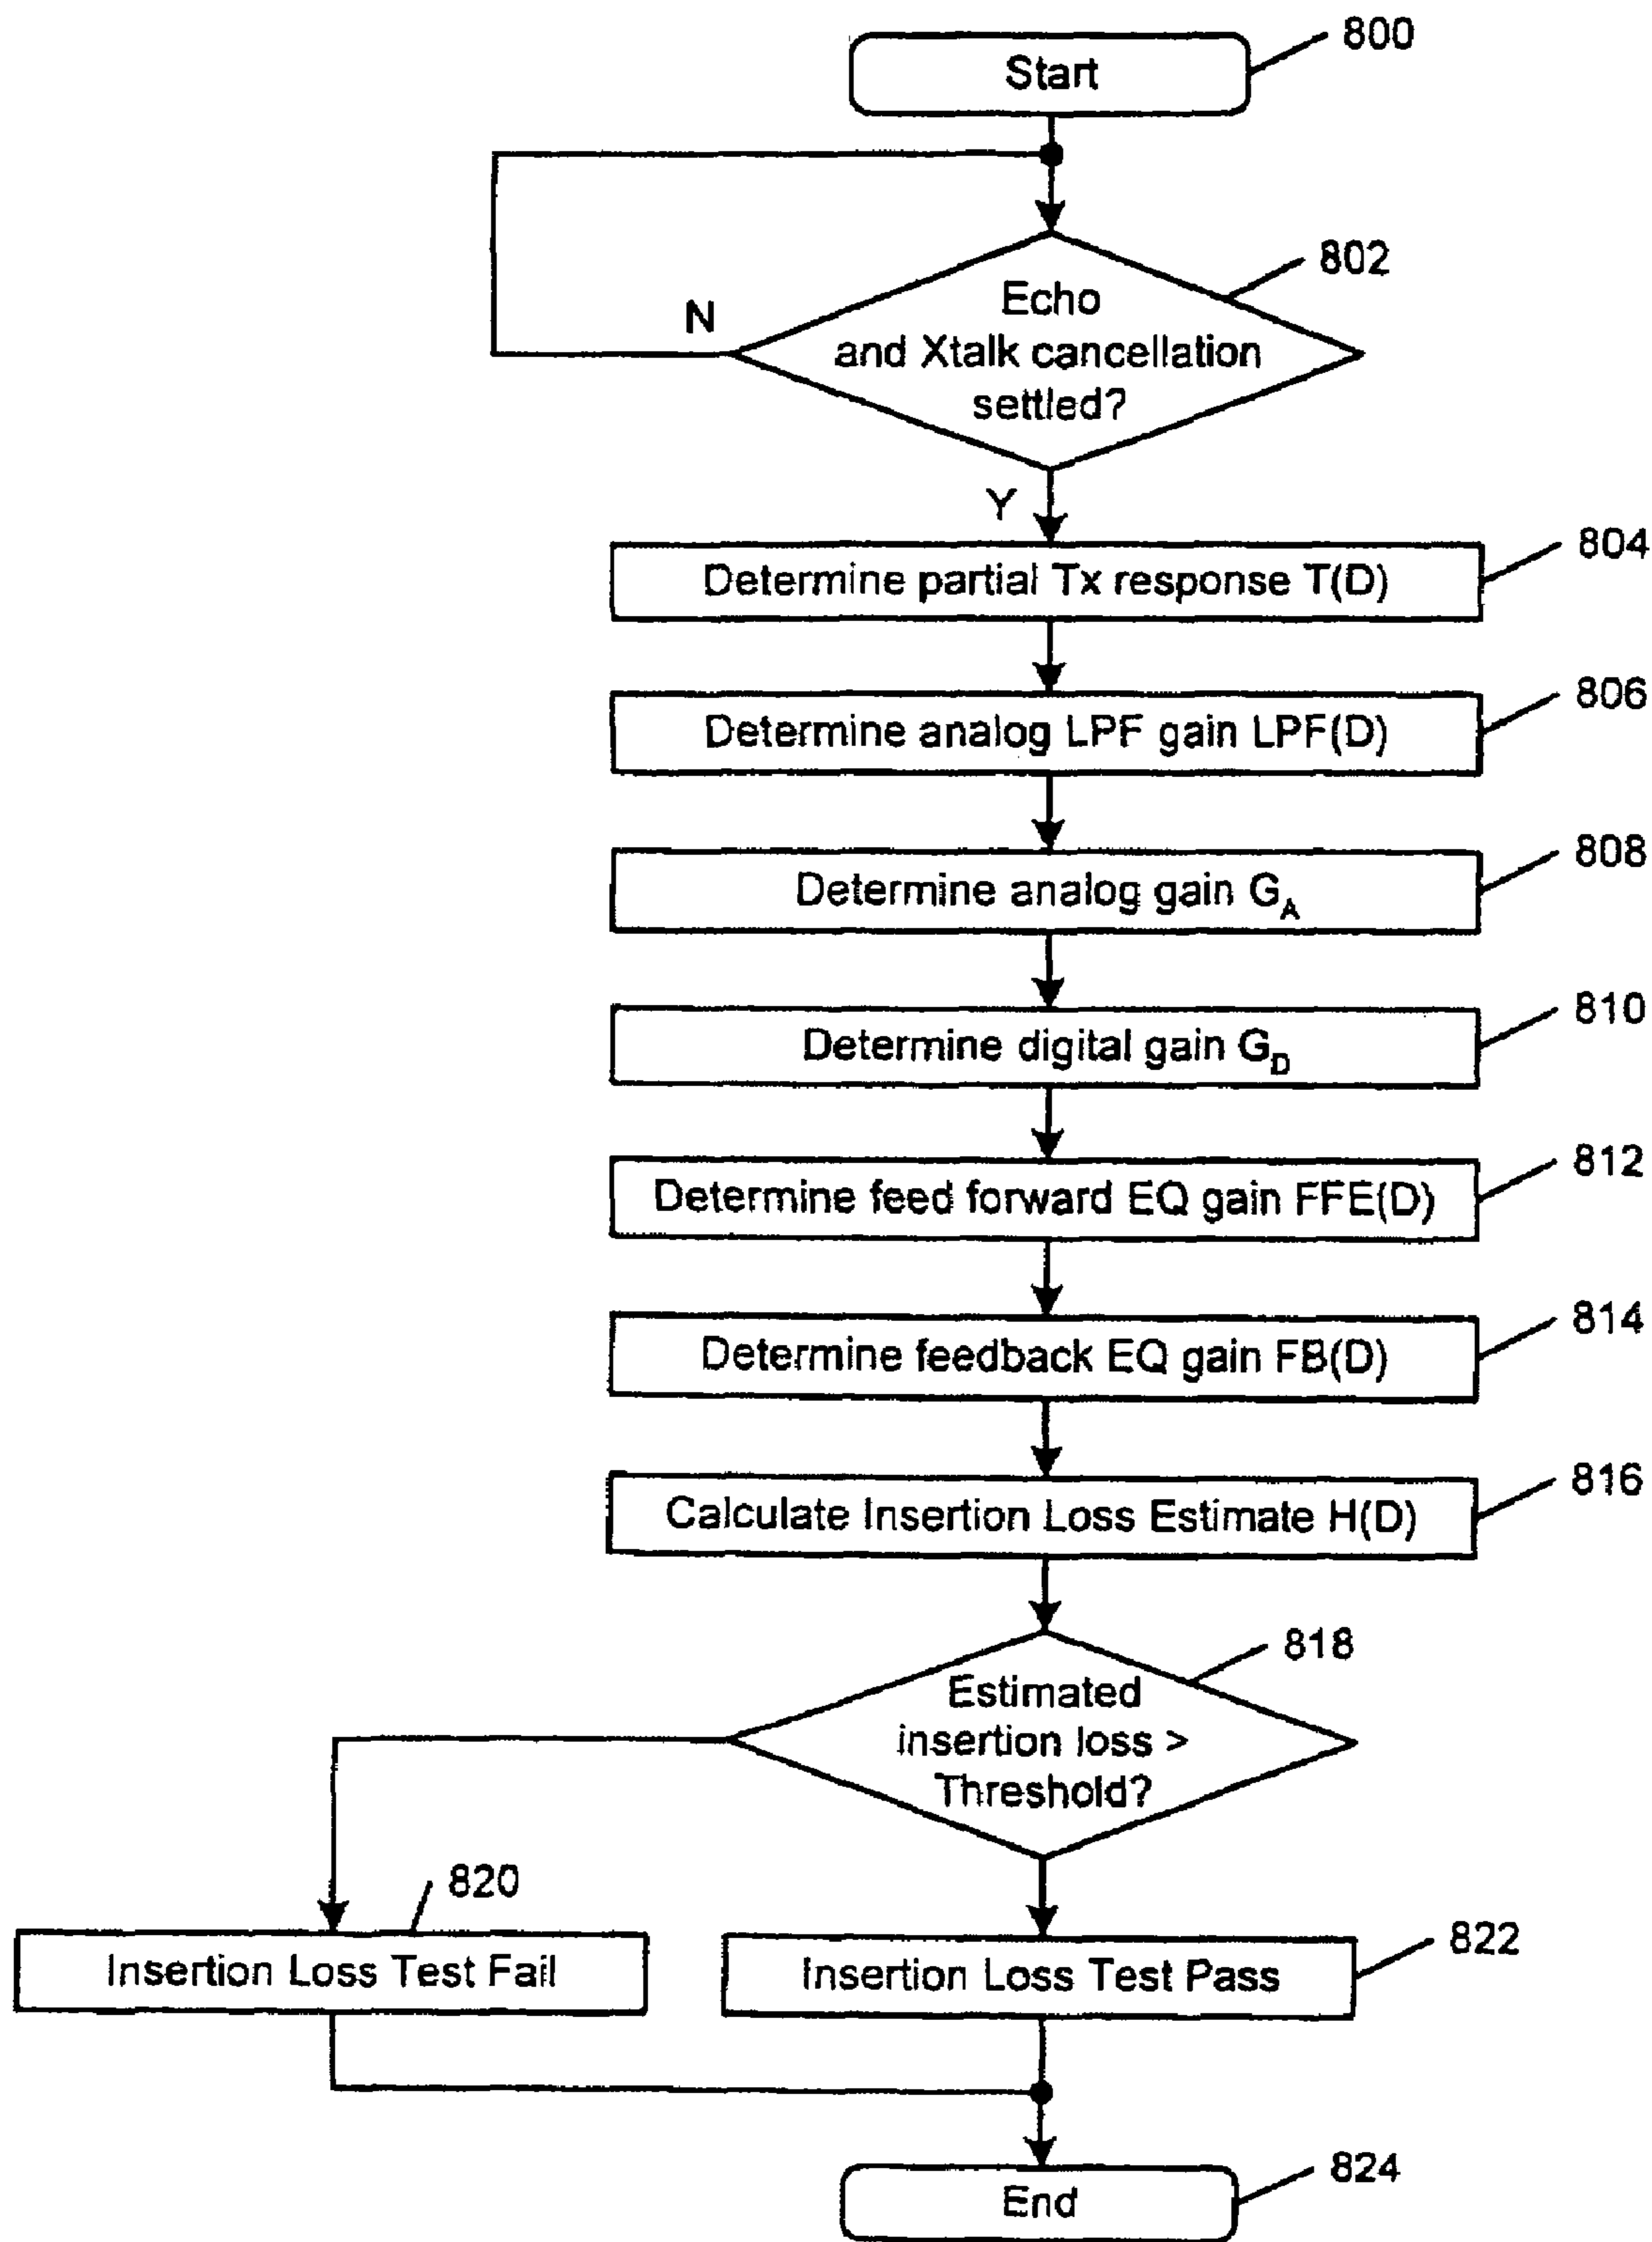 Start
800
Echo
and Xtalk cancellation
settled?
802
N
Y
Determine partial Tx response T(D)
804
Determine analog LPF gain LPF(D)
806
Determine analog gain G_A
808
Determine digital gain G_D
810
Determine feed forward EQ gain FFE(D)
812
Determine feedback EQ gain FB(D)
814
Calculate Insertion Loss Estimate H(D)
816
Estimated
insertion loss >
Threshold?
818
Insertion Loss Test Fail
820
Insertion Loss Test Pass
822
End
824